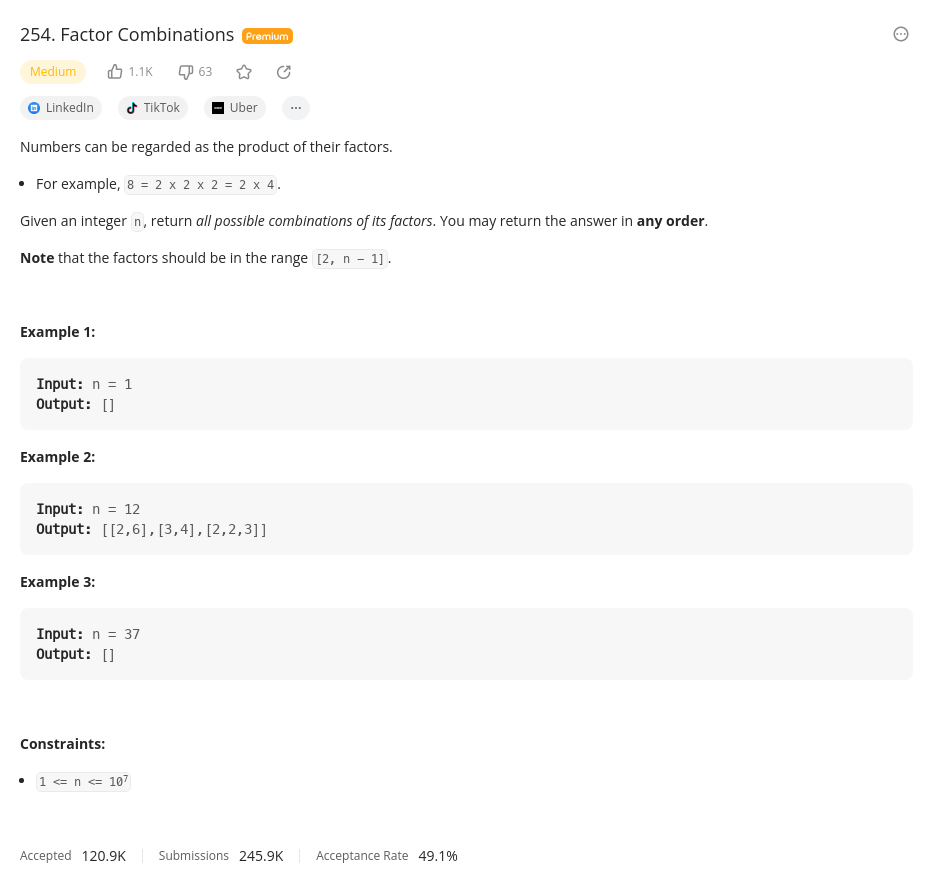 254. Factor Combinations Premium
Medium 1.1K 63
LinkedIn TikTok Uber ...
Numbers can be regarded as the product of their factors.
• For example, 8 = 2 x 2 x 2 = 2 x 4.
Given an integer n, return all possible combinations of its factors. You may return the answer in any order.
Note that the factors should be in the range [2, n − 1].
Example 1:
Input: n = 1
Output: []
Example 2:
Input: n = 12
Output: [[2,6],[3,4],[2,2,3]]
Example 3:
Input: n = 37
Output: []
Constraints:
• 1 <= n <= 10⁷
Accepted 120.9K Submissions 245.9K Acceptance Rate 49.1%